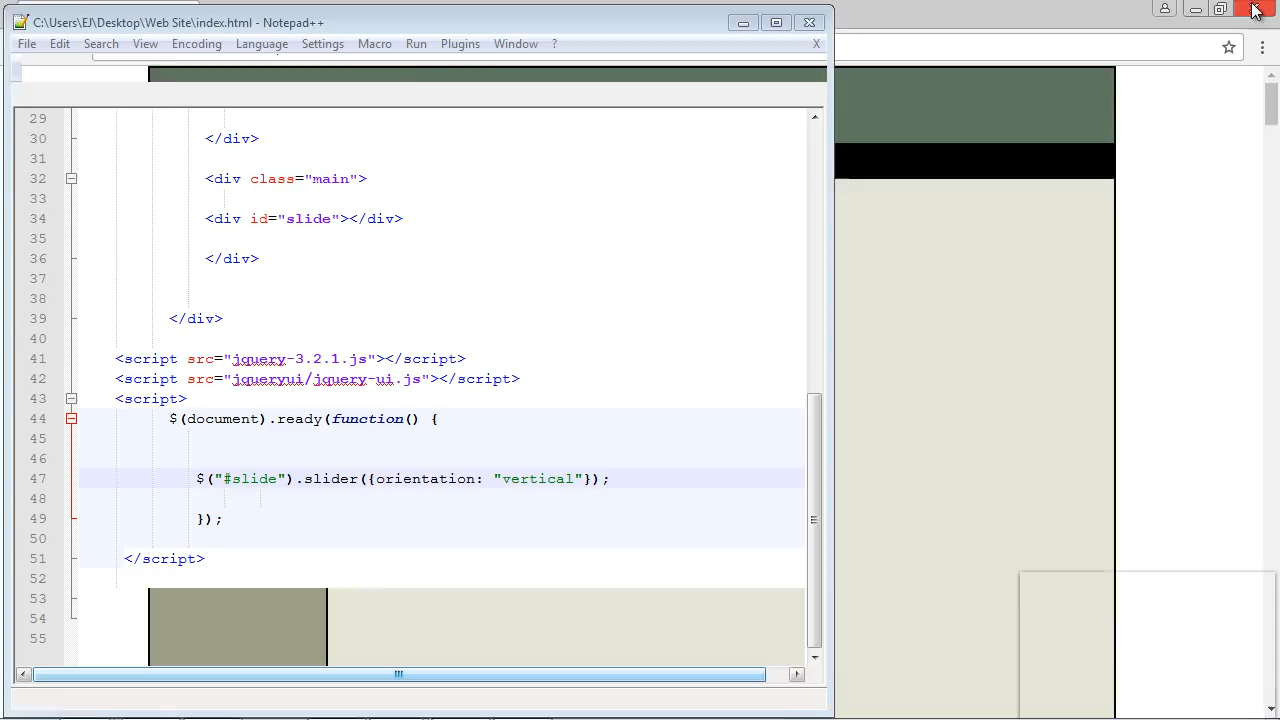 C:\Users\EJ\Desktop\Web Site\index.html - Notepad++
File Edit Search View Encoding Language Settings Macro Run Plugins Window ? X
29
30 </div>
31
32 <div class="main">
33
34 <div id="slide"></div>
35
36 </div>
37
38
39 </div>
40
41 <script src="jquery-3.2.1.js"></script>
42 <script src="jqueryui/jquery-ui.js"></script>
43 <script>
44 $(document).ready(function() {
45
46
47 $("#slide").slider({orientation: "vertical"});
48
49 });
50
51 </script>
52
53
54
55